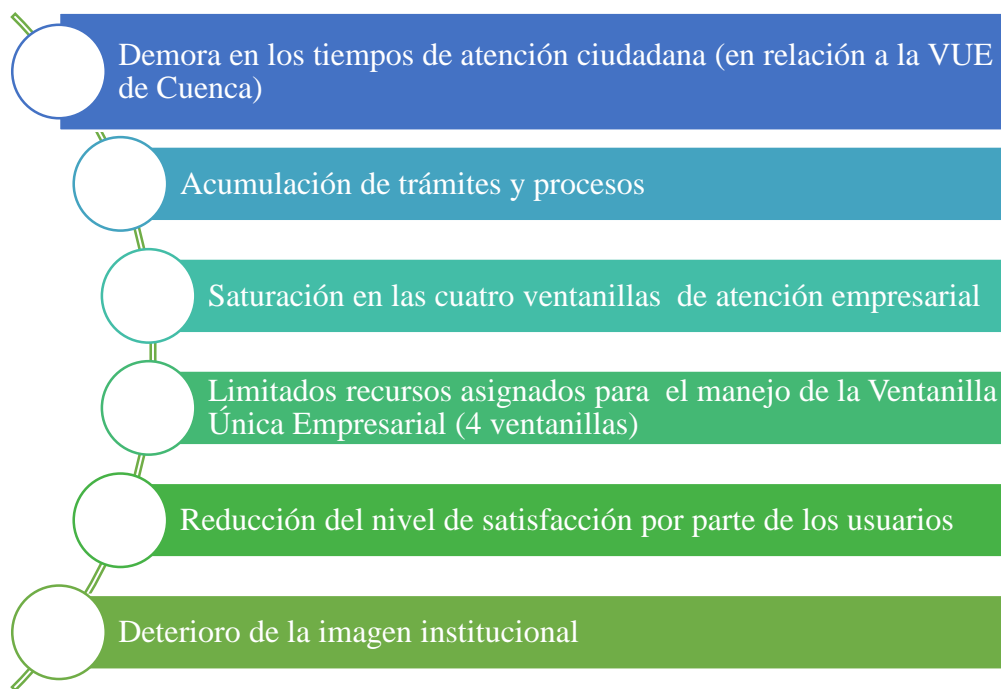 Demora en los tiempos de atención ciudadana (en relación a la VUE
de Cuenca)
Acumulación de trámites y procesos
Saturación en las cuatro ventanillas  de atención empresarial
Limitados recursos asignados para  el manejo de la Ventanilla
Única Empresarial (4 ventanillas)
Reducción del nivel de satisfacción por parte de los usuarios
Deterioro de la imagen institucional